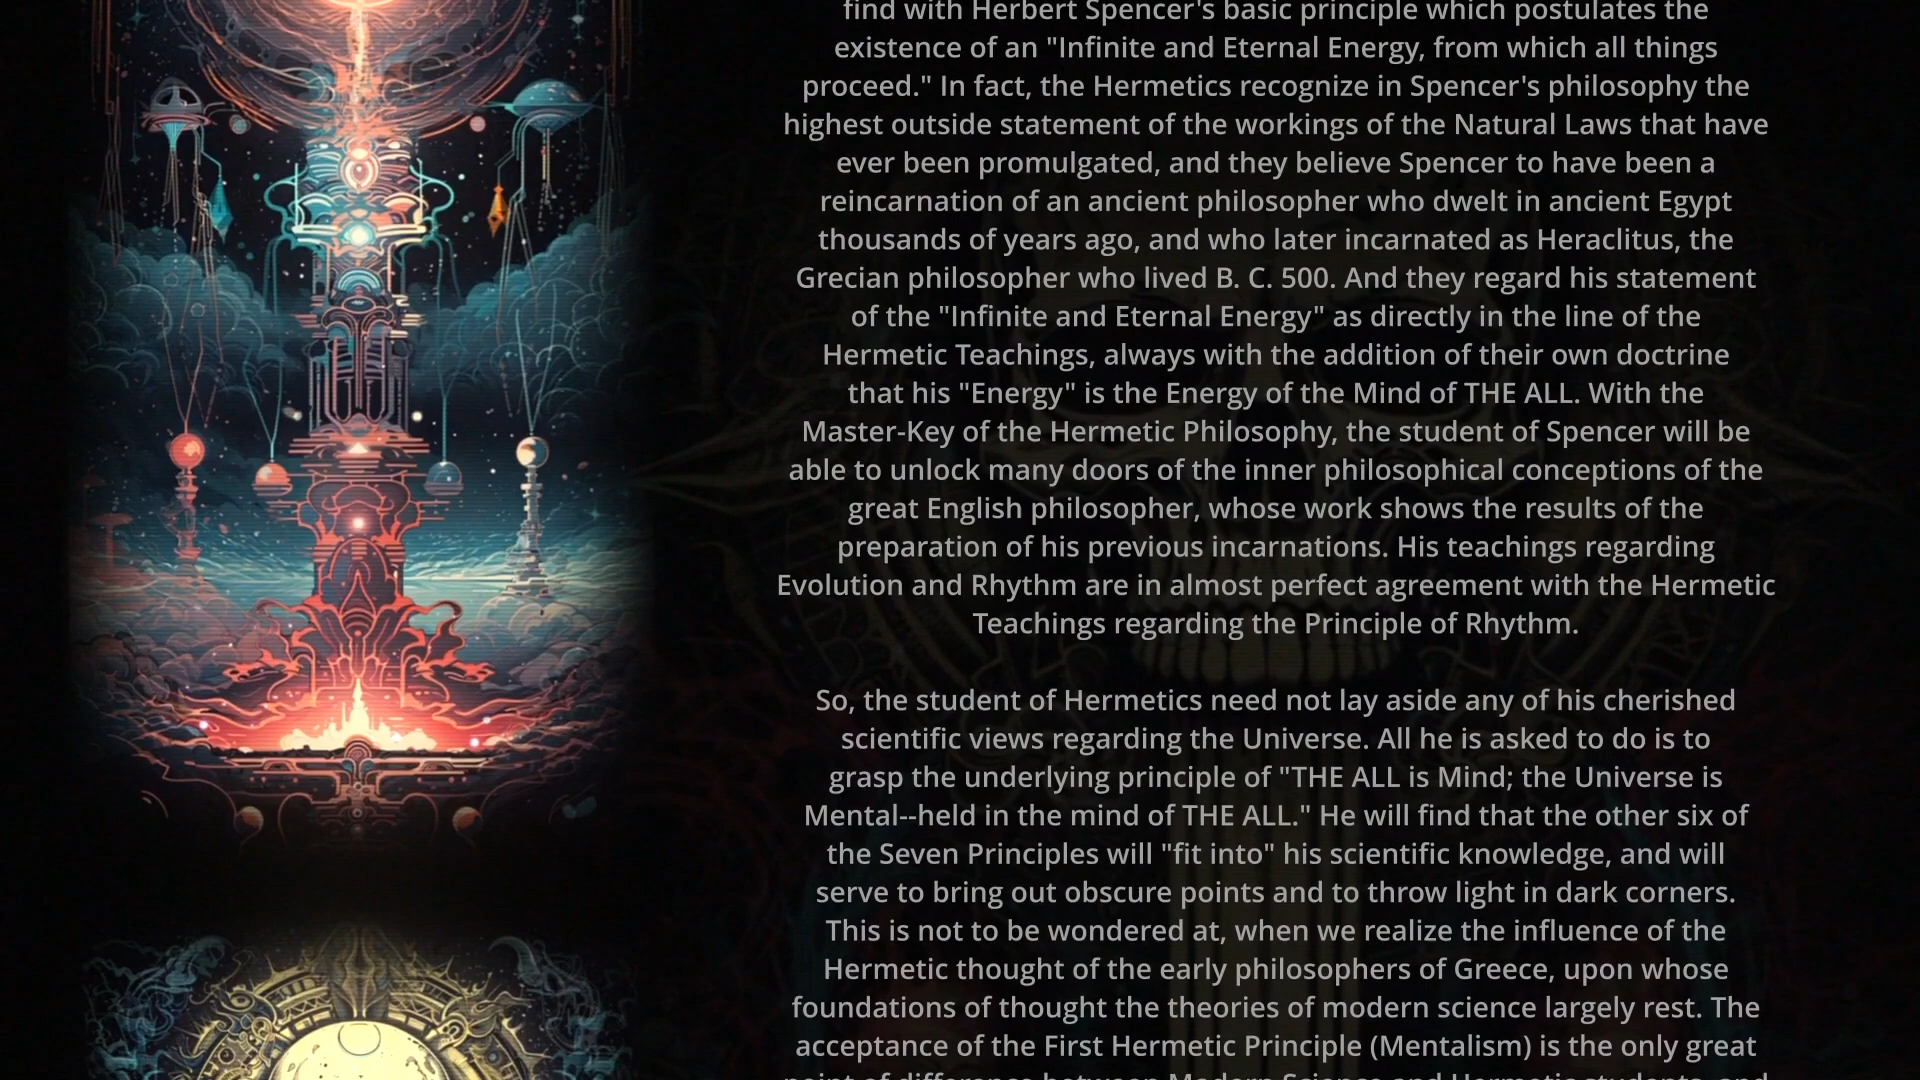 find with Herbert Spencer's basic principle which postulates the
existence of an "Infinite and Eternal Energy, from which all things
proceed." In fact, the Hermetics recognize in Spencer's philosophy the
highest outside statement of the workings of the Natural Laws that have
ever been promulgated, and they believe Spencer to have been a
reincarnation of an ancient philosopher who dwelt in ancient Egypt
thousands of years ago, and who later incarnated as Heraclitus, the
Grecian philosopher who lived B. C. 500. And they regard his statement
of the "Infinite and Eternal Energy" as directly in the line of the
Hermetic Teachings, always with the addition of their own doctrine
that his "Energy" is the Energy of the Mind of THE ALL. With the
Master-Key of the Hermetic Philosophy, the student of Spencer will be
able to unlock many doors of the inner philosophical conceptions of the
great English philosopher, whose work shows the results of the
preparation of his previous incarnations. His teachings regarding
Evolution and Rhythm are in almost perfect agreement with the Hermetic
Teachings regarding the Principle of Rhythm.
So, the student of Hermetics need not lay aside any of his cherished
scientific views regarding the Universe. All he is asked to do is to
grasp the underlying principle of "THE ALL is Mind; the Universe is
Mental--held in the mind of THE ALL." He will find that the other six of
the Seven Principles will "fit into" his scientific knowledge, and will
serve to bring out obscure points and to throw light in dark corners.
This is not to be wondered at, when we realize the influence of the
Hermetic thought of the early philosophers of Greece, upon whose
foundations of thought the theories of modern science largely rest. The
acceptance of the First Hermetic Principle (Mentalism) is the only great
point of difference between Modern Science and Hermetic students, and